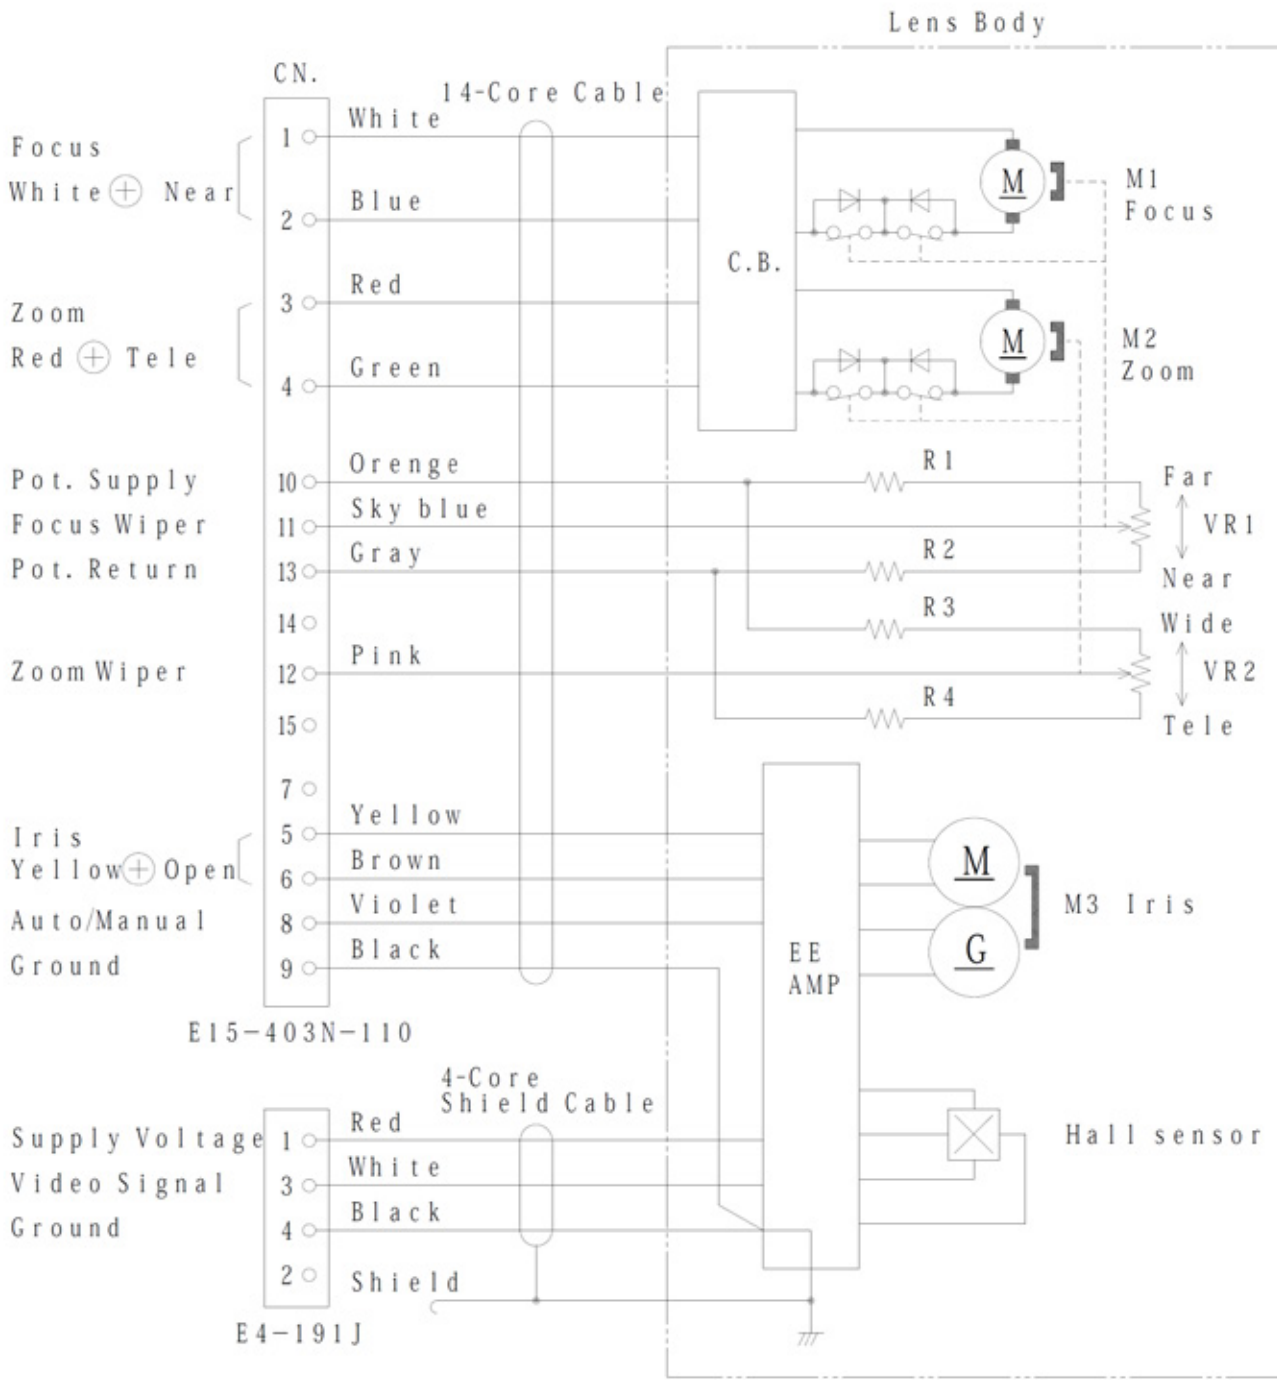 Lens Body
CN.
14-Core Cable
Focus
White ⊕ Near
1 White
2 Blue
C.B.
M
M1
Focus
Zoom
Red ⊕ Tele
3 Red
4 Green
M
M2
Zoom
Pot. Supply 10 Orenge R1 Far
Focus Wiper 11 Sky blue VR1
Pot. Return 13 Gray R2 Near
14 R3 Wide
Zoom Wiper 12 Pink VR2
15 R4 Tele
7
Iris
Yellow ⊕ Open
5 Yellow
6 Brown
Auto/Manual 8 Violet
Ground 9 Black
EE
AMP
M
G
M3 Iris
E15-403N-110
4-Core
Shield Cable
Supply Voltage 1 Red Hall sensor
Video Signal 3 White
Ground 4 Black
2 Shield
E4-191J